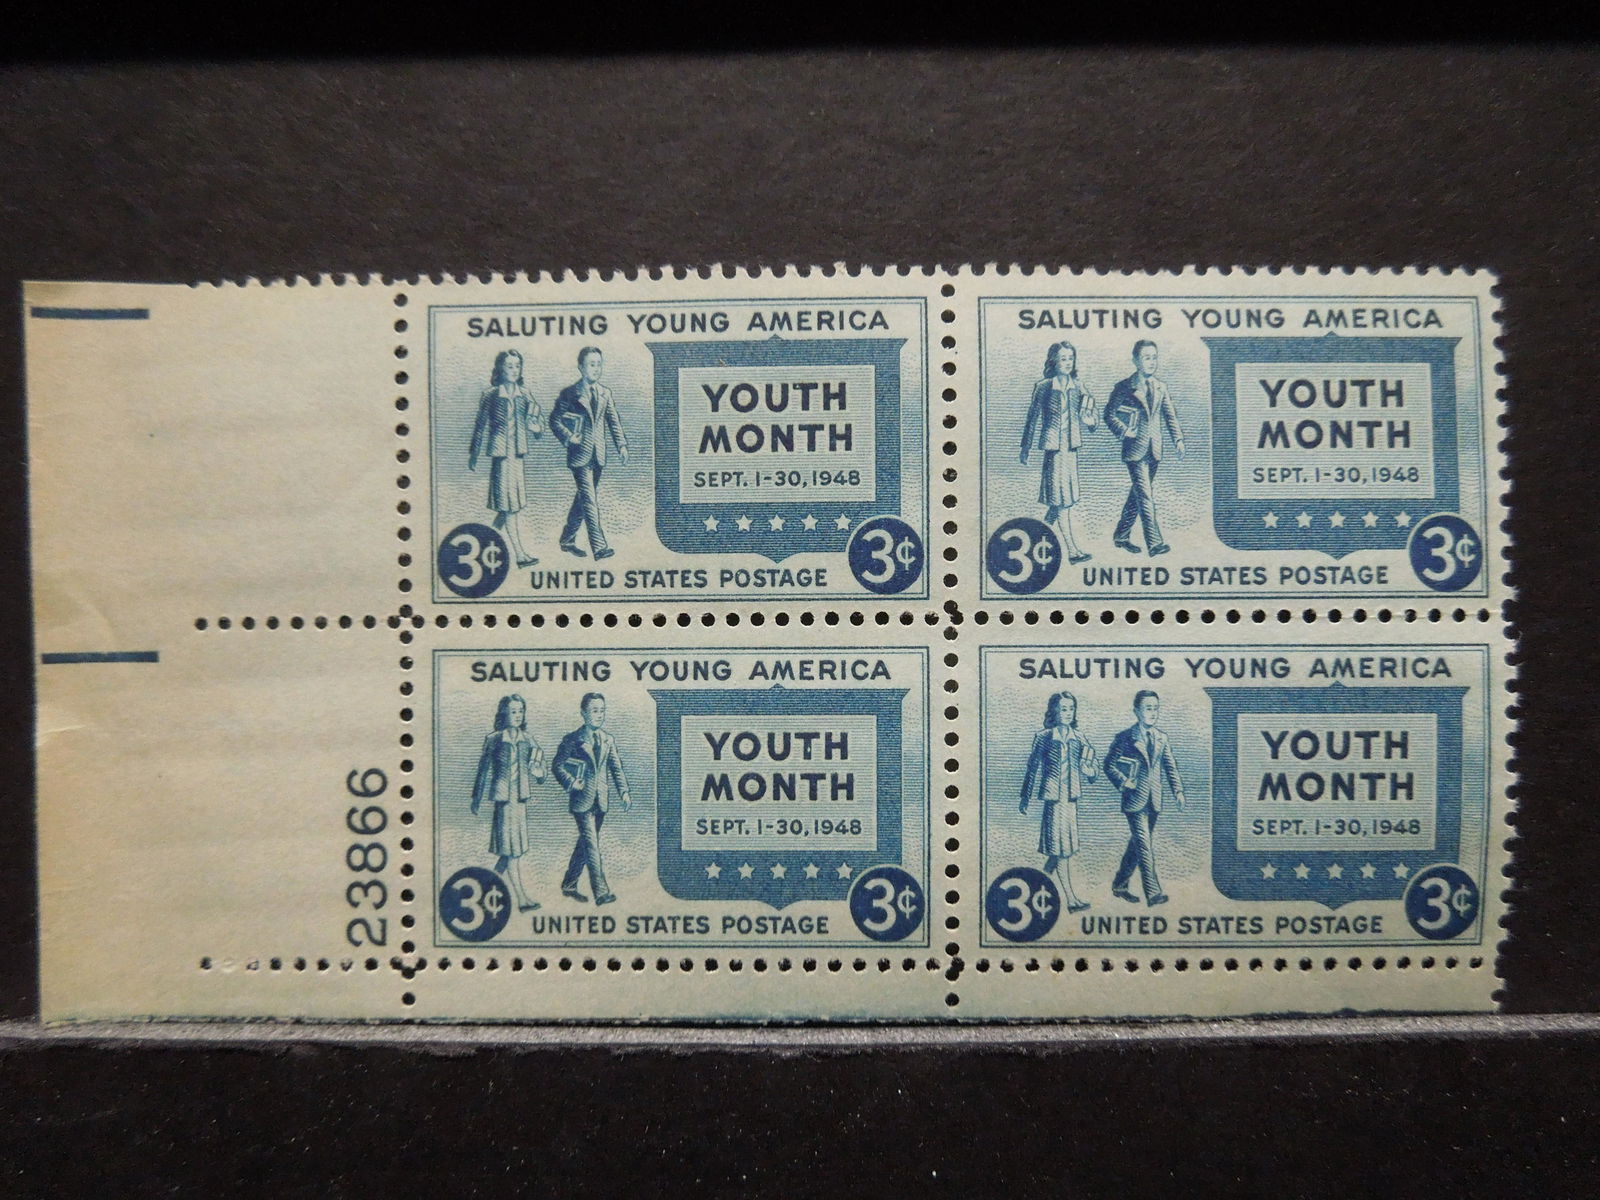 SALUTING YOUNG AMERICA
YOUTH
MONTH
SEPT. 1-30, 1948
3¢ 3¢
UNITED STATES POSTAGE
SALUTING YOUNG AMERICA
YOUTH
MONTH
SEPT. 1-30, 1948
3¢ 3¢
UNITED STATES POSTAGE
23866
SALUTING YOUNG AMERICA
YOUTH
MONTH
SEPT. 1-30, 1948
3¢ 3¢
UNITED STATES POSTAGE
SALUTING YOUNG AMERICA
YOUTH
MONTH
SEPT. 1-30, 1948
3¢ 3¢
UNITED STATES POSTAGE